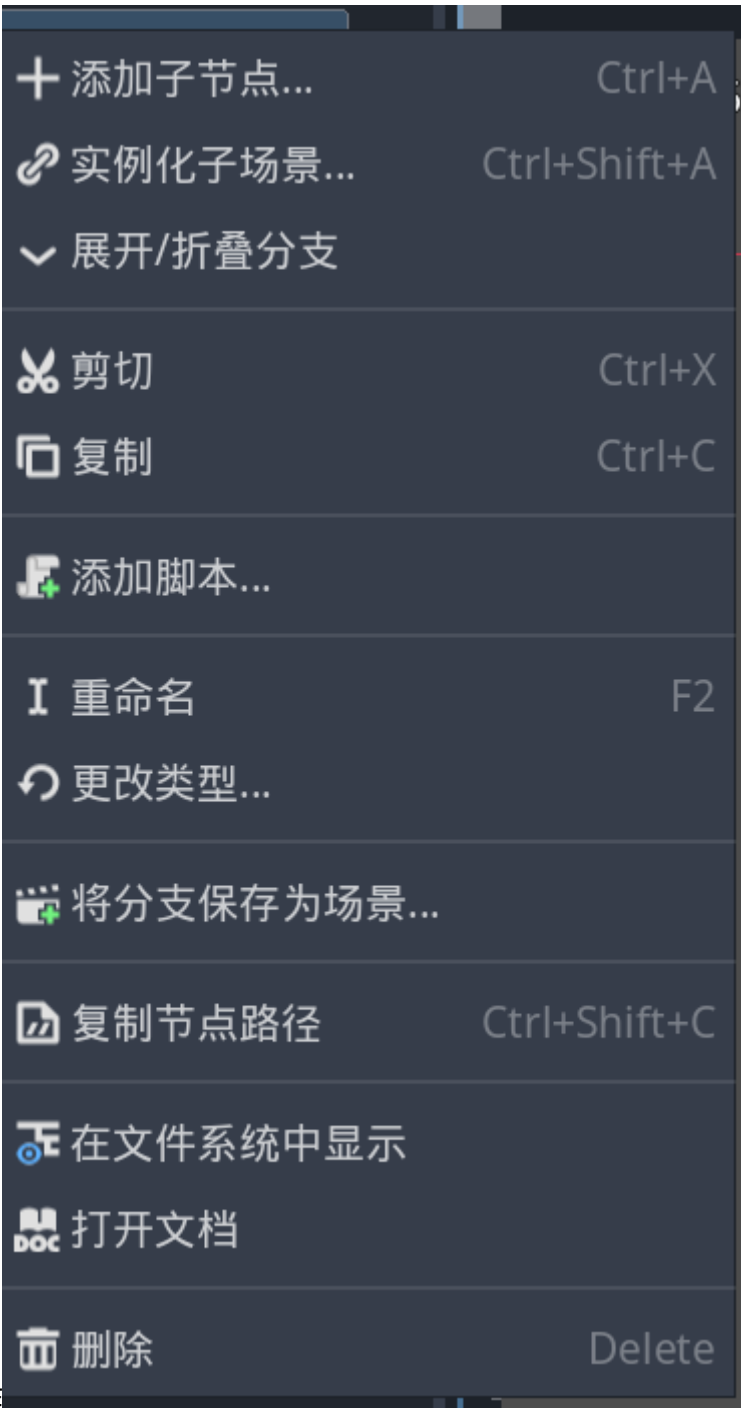 添加子节点... Ctrl+A
实例化子场景... Ctrl+Shift+A
展开/折叠分支
剪切 Ctrl+X
复制 Ctrl+C
添加脚本...
重命名 F2
更改类型...
将分支保存为场景...
复制节点路径 Ctrl+Shift+C
在文件系统中显示
DOC 打开文档
删除 Delete